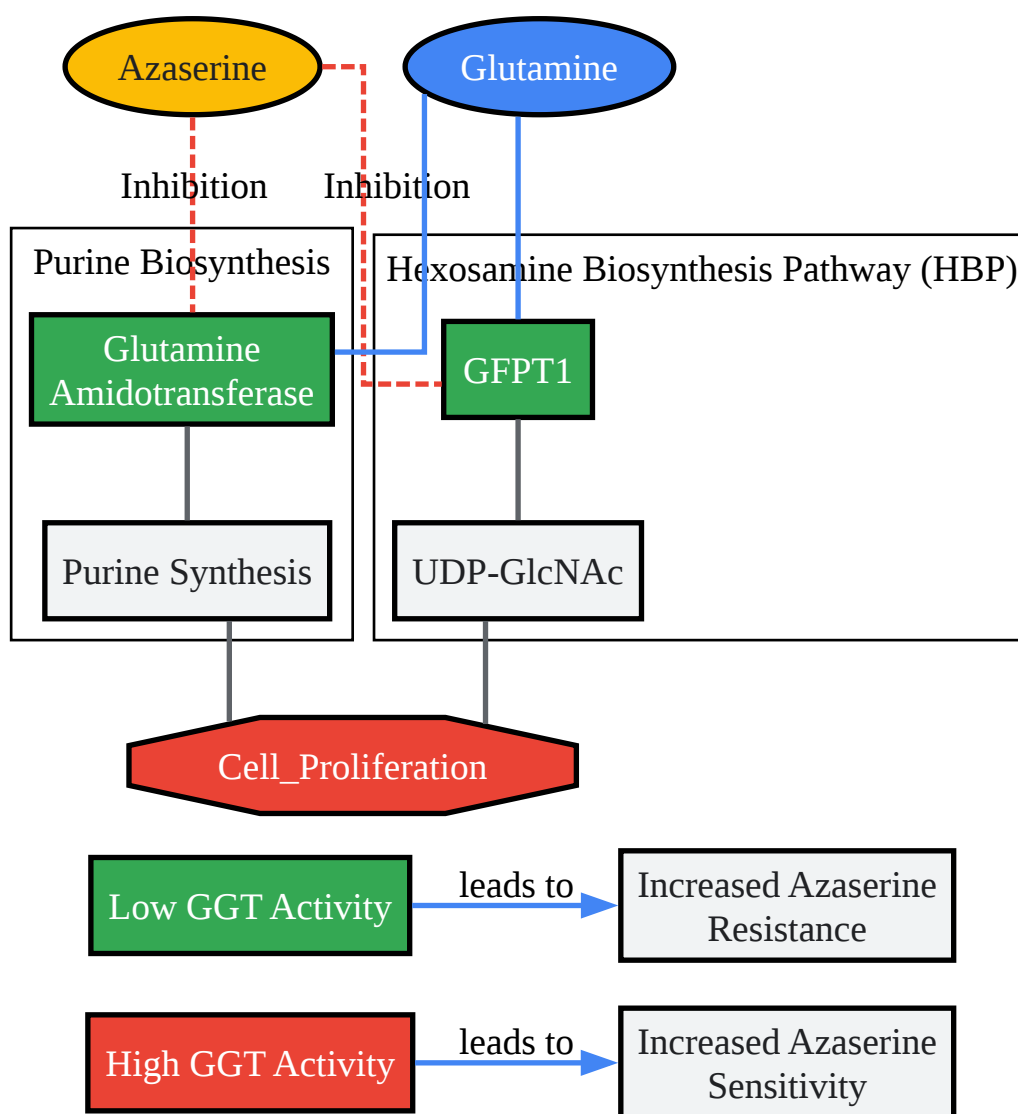 Azaserine
Glutamine
Inhibition
Inhibition
Purine Biosynthesis
Hexosamine Biosynthesis Pathway (HBP)
Glutamine
Amidotransferase
GFPT1
Purine Synthesis
UDP-GlcNAc
Cell_Proliferation
Low GGT Activity
leads to
Increased Azaserine
Resistance
High GGT Activity
leads to
Increased Azaserine
Sensitivity